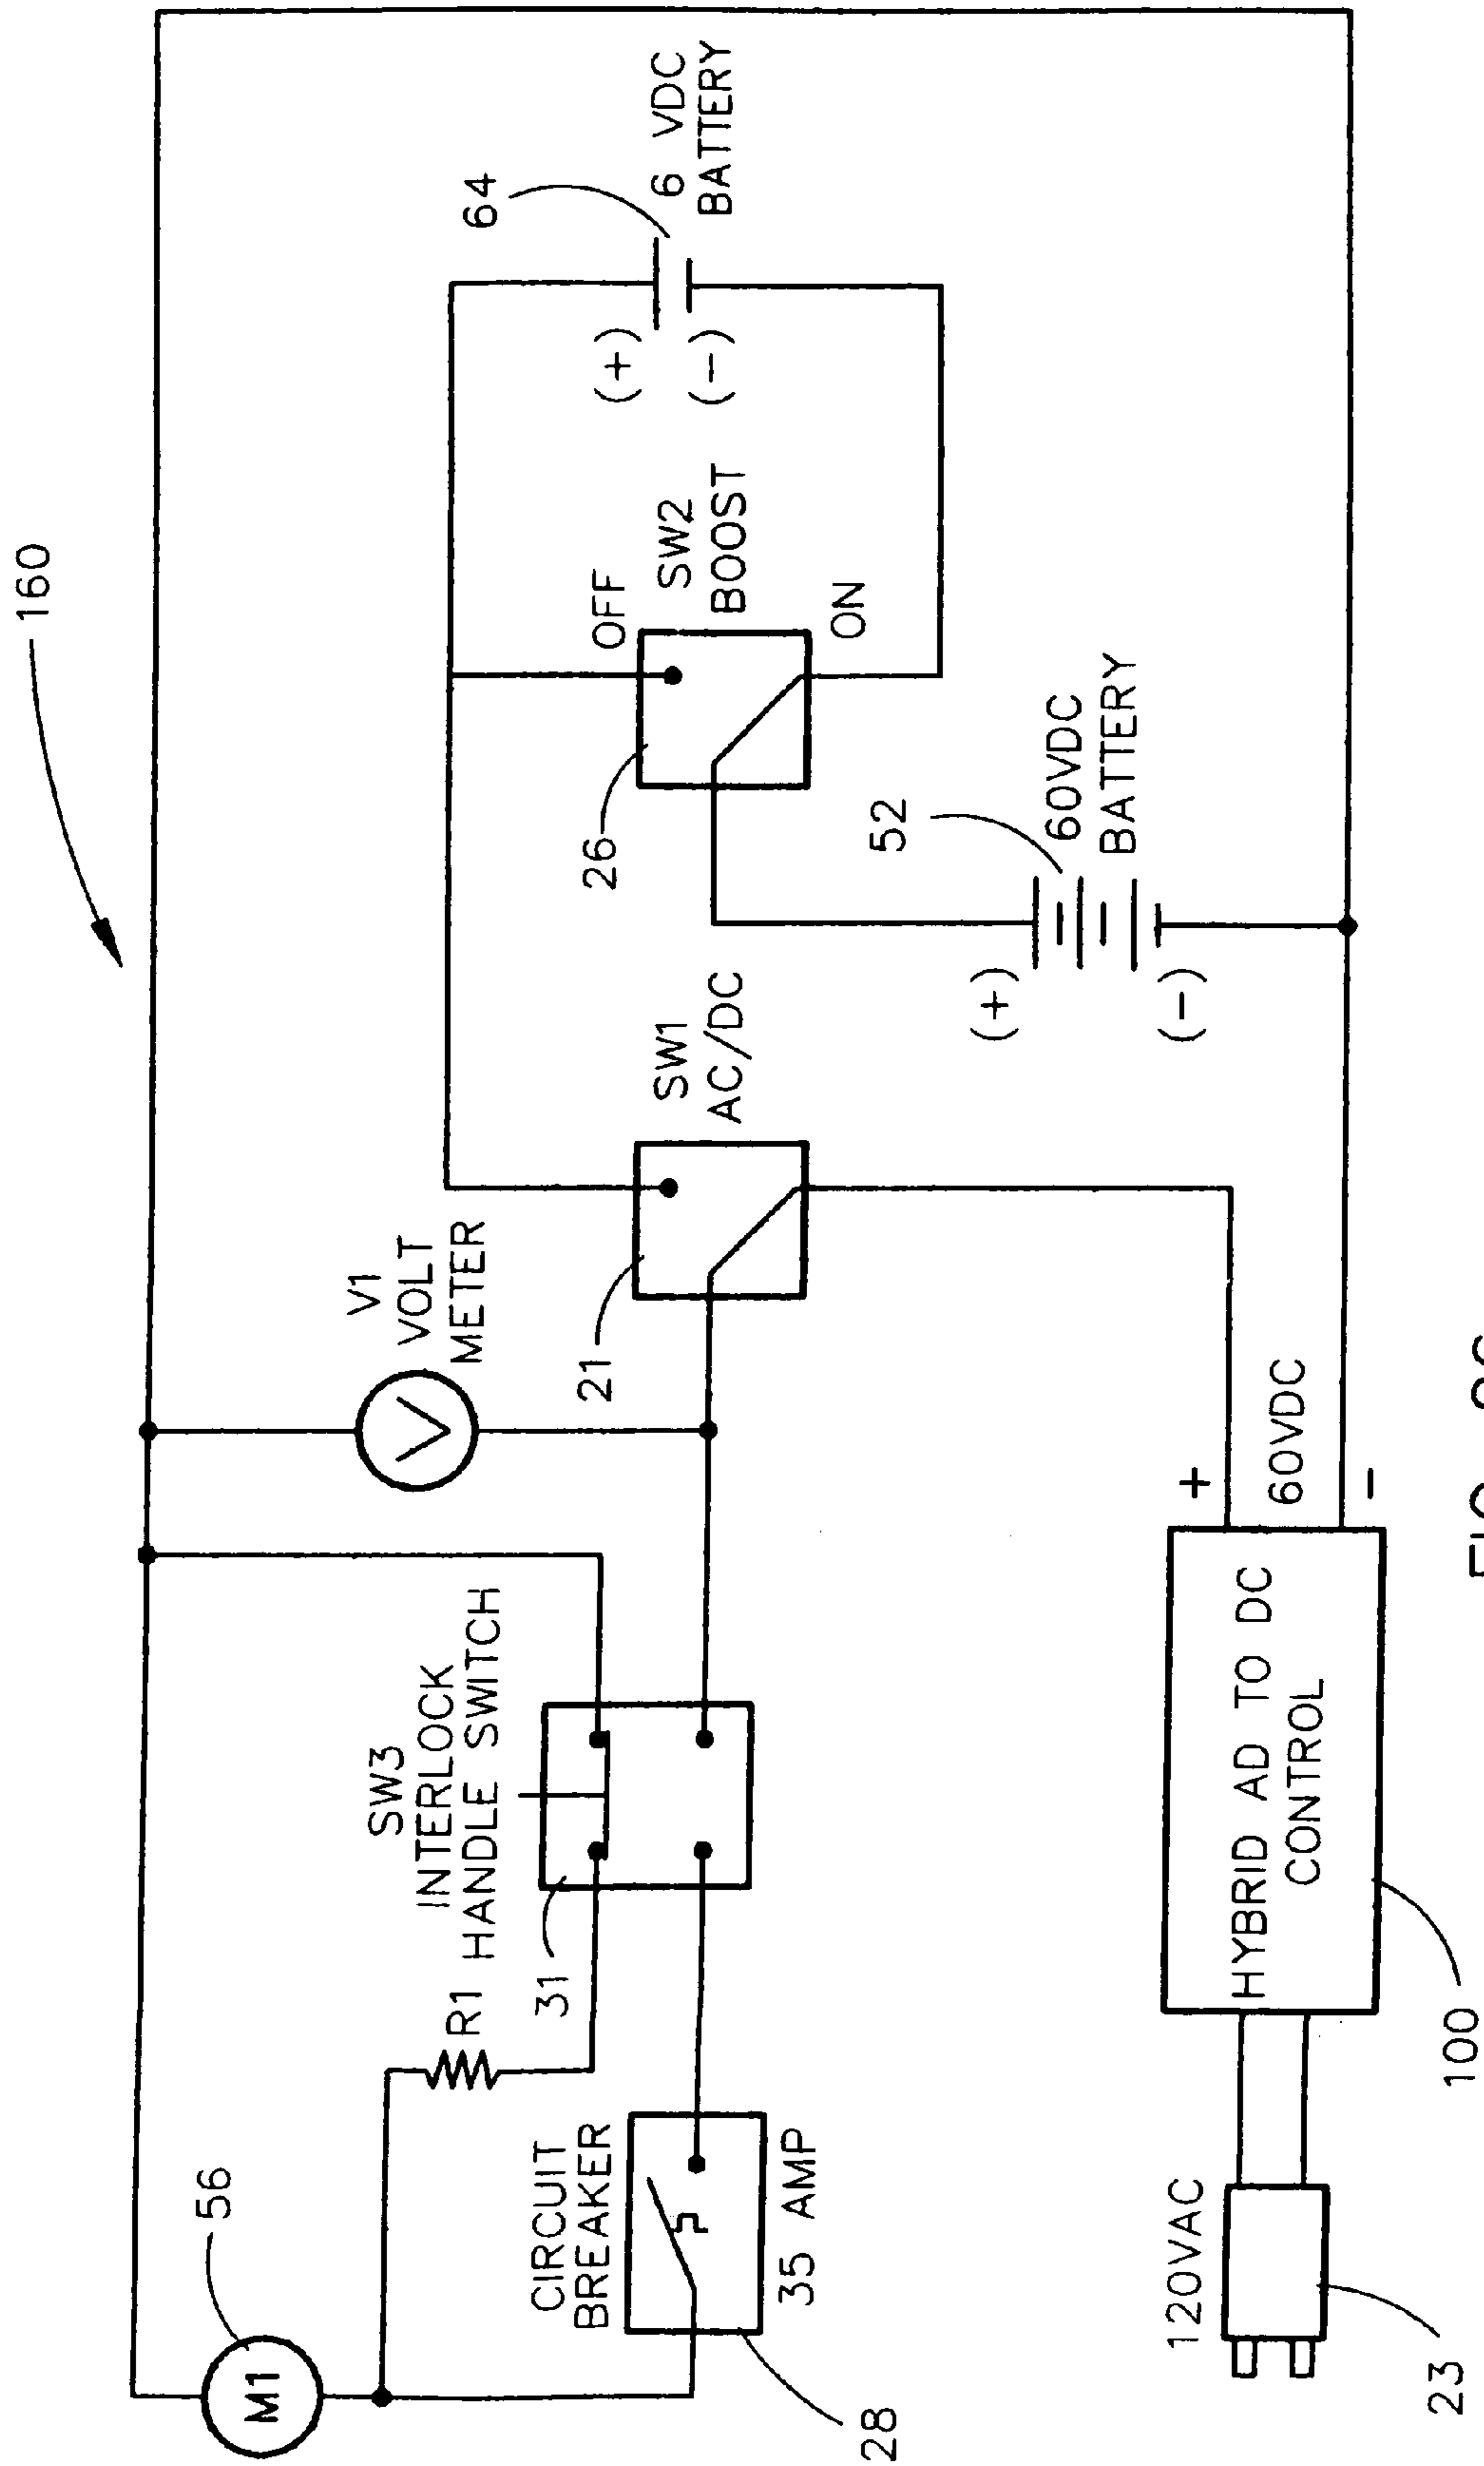 160
56
M1
V1
VOLT
METER
SW3
INTERLOCK
HANDLE SWITCH
R1
31
CIRCUIT
BREAKER
35 AMP
28
21
SW1
AC/DC
64
6 VDC
BATTERY
(+)
(-)
OFF
SW2
BOOST
ON
26
52
60VDC
BATTERY
(+)
(-)
120VAC
23
HYBRID AD TO DC
CONTROL
100
+
60VDC
-